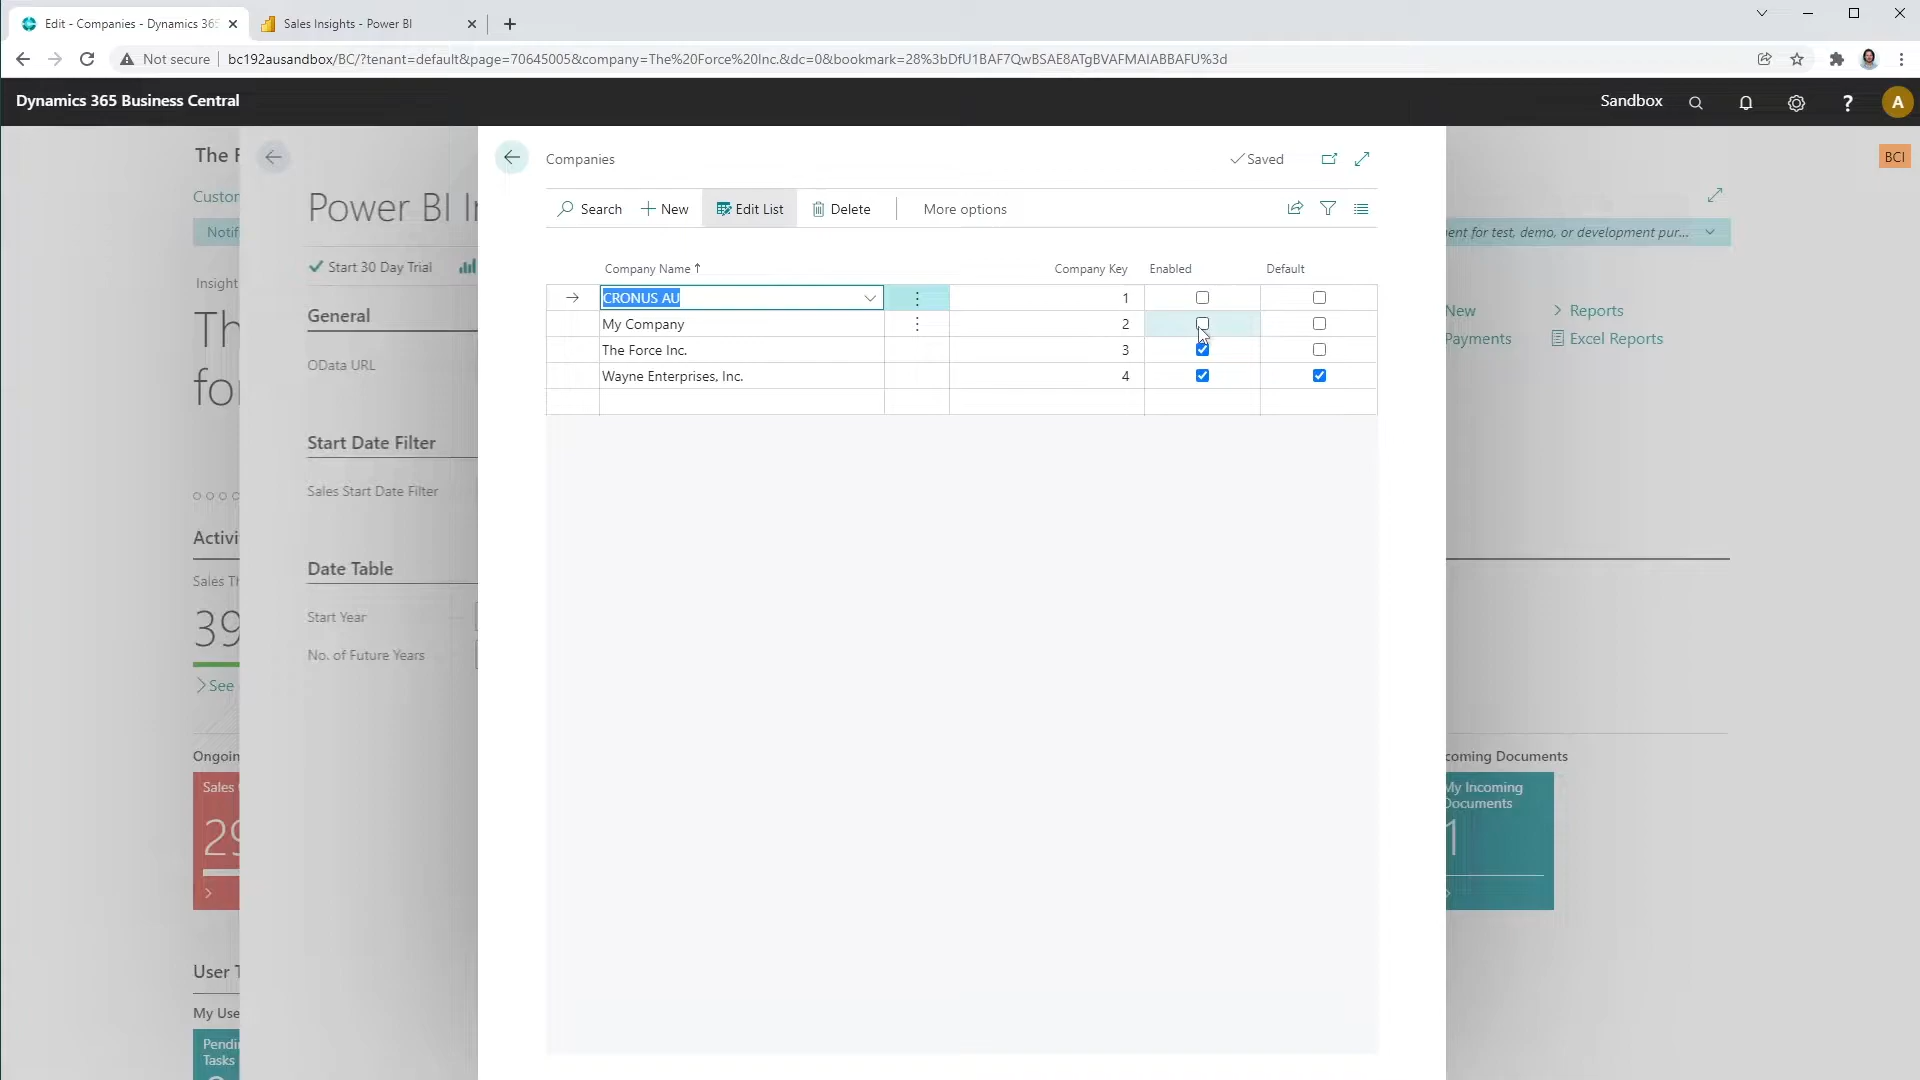 Edit - Companies - Dynamics 365
Sales Insights - Power BI
Not secure
bc192ausandbox/BC/?tenant=default&page=70645005&company=The%20Force%20Inc.&dc=0&bookmark=28%3bDfU1BAF7QwBSAE8ATgBVAFMAIABBAFU%3d
Dynamics 365 Business Central
Sandbox
?
A
The F
Companies
Saved
BCI
Custor
Power BI In
Search
New
Edit List
Delete
More options
Notif
ent for test, demo, or development pur...
Start 30 Day Trial
Company Name ↑
Company Key
Enabled
Default
Insight
CRONUS AU
1
General
New
Reports
My Company
2
Th
The Force Inc.
3
Payments
Excel Reports
OData URL
Wayne Enterprises, Inc.
4
for
Start Date Filter
Sales Start Date Filter
Activi
Date Table
Sales Th
39
Start Year
No. of Future Years
See
Ongoin
coming Documents
Sales
My Incoming
Documents
29
1
User T
My Use
Pendi
Tasks